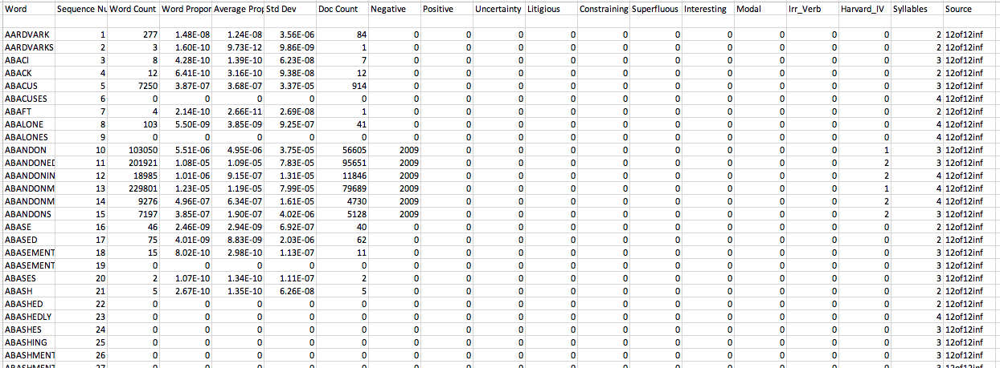 Word Sequence Nu Word Count Word Propor Average Prop Std Dev Doc Count Negative Positive Uncertainty Litigious Constraining Superfluous Interesting Modal Irr_Verb Harvard_IV Syllables Source
AARDVARK 1 277 1.48E-08 1.24E-08 3.56E-06 84 0 0 0 0 0 0 0 0 0 0 2 12of12inf
AARDVARKS 2 3 1.60E-10 9.73E-12 9.86E-09 1 0 0 0 0 0 0 0 0 0 0 2 12of12inf
ABACI 3 8 4.28E-10 1.39E-10 6.23E-08 7 0 0 0 0 0 0 0 0 0 0 3 12of12inf
ABACK 4 12 6.41E-10 3.16E-10 9.38E-08 12 0 0 0 0 0 0 0 0 0 0 2 12of12inf
ABACUS 5 7250 3.87E-07 3.68E-07 3.37E-05 914 0 0 0 0 0 0 0 0 0 0 3 12of12inf
ABACUSES 6 0 0 0 0 0 0 0 0 0 0 0 0 0 0 0 4 12of12inf
ABAFT 7 4 2.14E-10 2.66E-11 2.69E-08 1 0 0 0 0 0 0 0 0 0 0 2 12of12inf
ABALONE 8 103 5.50E-09 3.85E-09 9.25E-07 41 0 0 0 0 0 0 0 0 0 0 4 12of12inf
ABALONES 9 0 0 0 0 0 0 0 0 0 0 0 0 0 0 0 4 12of12inf
ABANDON 10 103050 5.51E-06 4.95E-06 3.75E-05 56605 2009 0 0 0 0 0 0 0 0 1 3 12of12inf
ABANDONED 11 201921 1.08E-05 1.09E-05 7.83E-05 95651 2009 0 0 0 0 0 0 0 0 2 3 12of12inf
ABANDONIN 12 18985 1.01E-06 9.15E-07 1.31E-05 11846 2009 0 0 0 0 0 0 0 0 2 4 12of12inf
ABANDONM 13 229801 1.23E-05 1.19E-05 7.99E-05 79689 2009 0 0 0 0 0 0 0 0 1 4 12of12inf
ABANDONM 14 9276 4.96E-07 6.34E-07 1.61E-05 4730 2009 0 0 0 0 0 0 0 0 2 4 12of12inf
ABANDONS 15 7197 3.85E-07 1.90E-07 4.02E-06 5128 2009 0 0 0 0 0 0 0 0 2 3 12of12inf
ABASE 16 46 2.46E-09 2.94E-09 6.92E-07 40 0 0 0 0 0 0 0 0 0 0 2 12of12inf
ABASED 17 75 4.01E-09 8.83E-09 2.03E-06 62 0 0 0 0 0 0 0 0 0 0 2 12of12inf
ABASEMENT 18 15 8.02E-10 2.98E-10 1.13E-07 11 0 0 0 0 0 0 0 0 0 0 3 12of12inf
ABASEMENT 19 0 0 0 0 0 0 0 0 0 0 0 0 0 0 0 3 12of12inf
ABASES 20 2 1.07E-10 1.34E-10 1.11E-07 2 0 0 0 0 0 0 0 0 0 0 3 12of12inf
ABASH 21 5 2.67E-10 1.35E-10 6.26E-08 5 0 0 0 0 0 0 0 0 0 0 2 12of12inf
ABASHED 22 0 0 0 0 0 0 0 0 0 0 0 0 0 0 0 2 12of12inf
ABASHEDLY 23 0 0 0 0 0 0 0 0 0 0 0 0 0 0 0 4 12of12inf
ABASHES 24 0 0 0 0 0 0 0 0 0 0 0 0 0 0 0 3 12of12inf
ABASHING 25 0 0 0 0 0 0 0 0 0 0 0 0 0 0 0 3 12of12inf
ABASHMENT 26 0 0 0 0 0 0 0 0 0 0 0 0 0 0 0 3 12of12inf
ABASHMENT 27 0 0 0 0 0 0 0 0 0 0 0 0 0 0 0 3 12of12inf